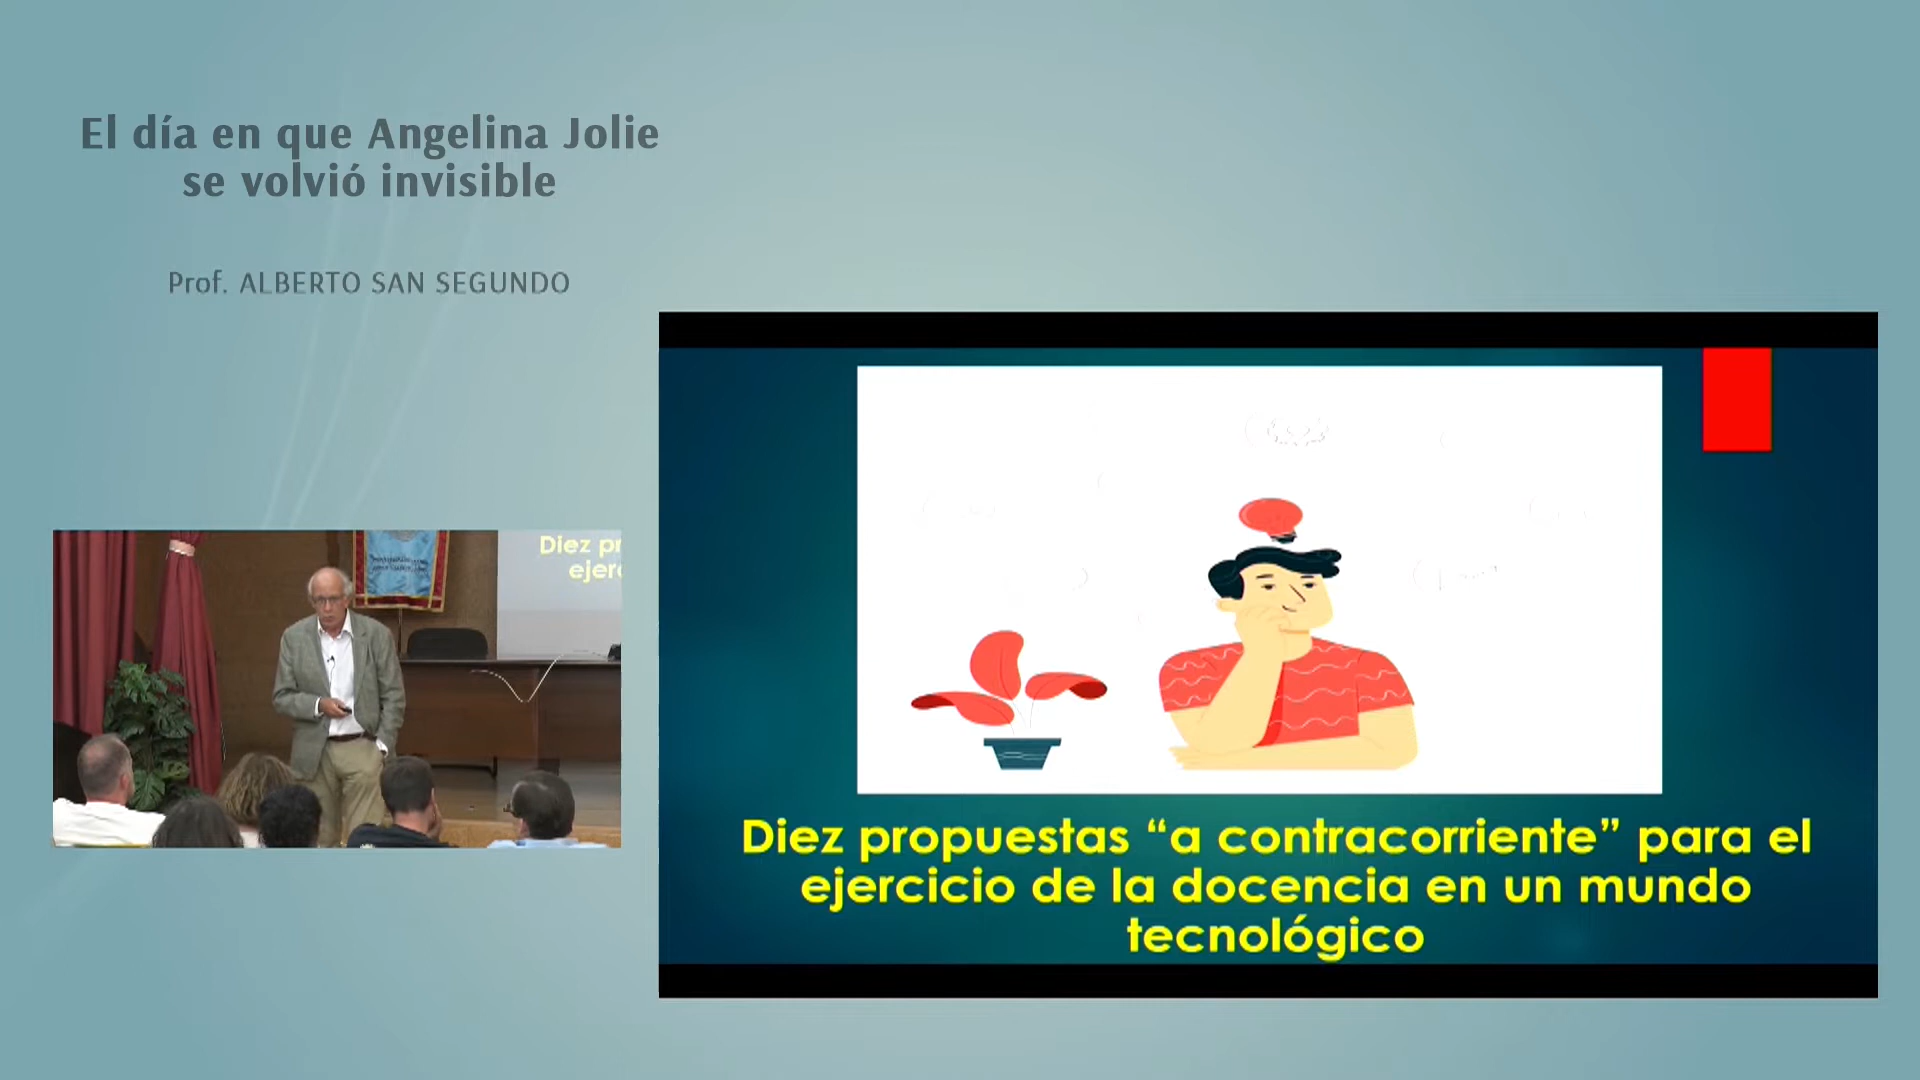 El día en que Angelina Jolie
se volvió invisible
Prof. ALBERTO SAN SEGUNDO
Diez pr
ejerc
Diez propuestas “a contracorriente” para el
ejercicio de la docencia en un mundo
tecnológico